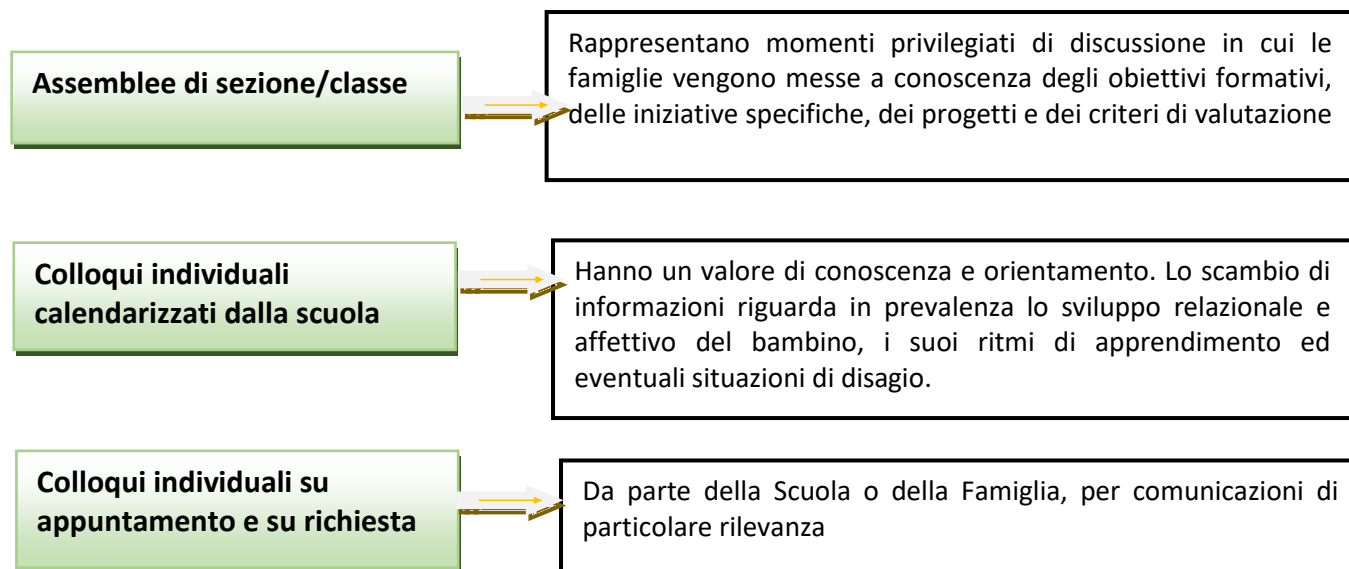 Assemblee di sezione/classe
Rappresentano momenti privilegiati di discussione in cui le
famiglie vengono messe a conoscenza degli obiettivi formativi,
delle iniziative specifiche, dei progetti e dei criteri di valutazione
Colloqui individuali
calendarizzati dalla scuola
Hanno un valore di conoscenza e orientamento. Lo scambio di
informazioni riguarda in prevalenza lo sviluppo relazionale e
affettivo del bambino, i suoi ritmi di apprendimento ed
eventuali situazioni di disagio.
Colloqui individuali su
appuntamento e su richiesta
Da parte della Scuola o della Famiglia, per comunicazioni di
particolare rilevanza